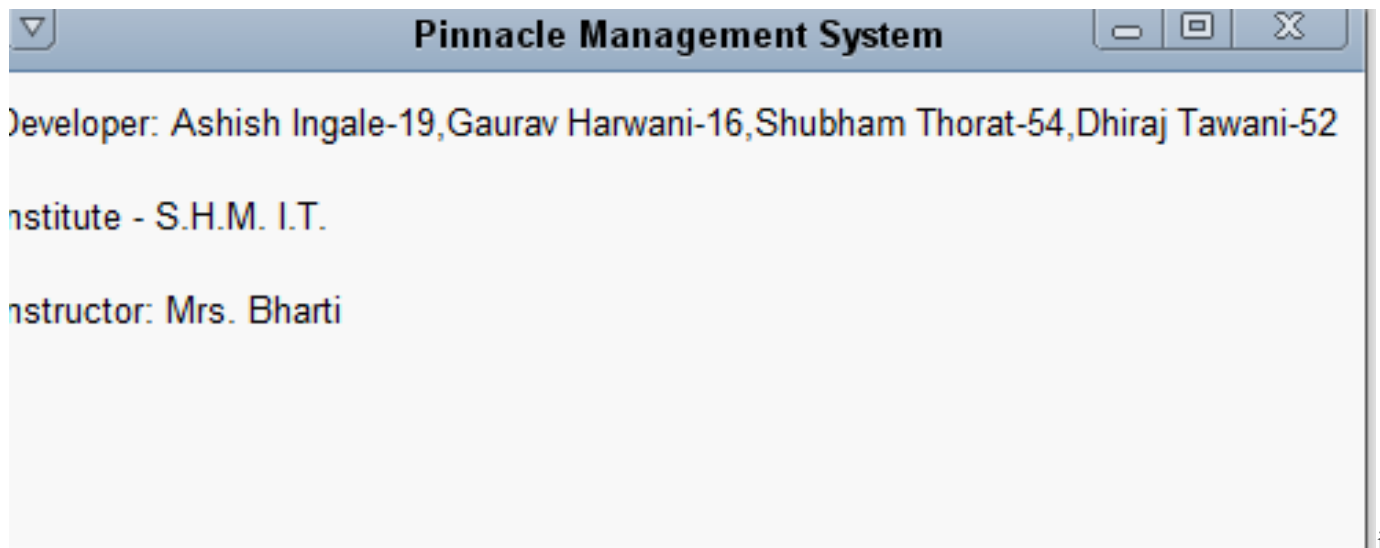 Pinnacle Management System
Developer: Ashish Ingale-19,Gaurav Harwani-16,Shubham Thorat-54,Dhiraj Tawani-52
nstitute - S.H.M. I.T.
nstructor: Mrs. Bharti